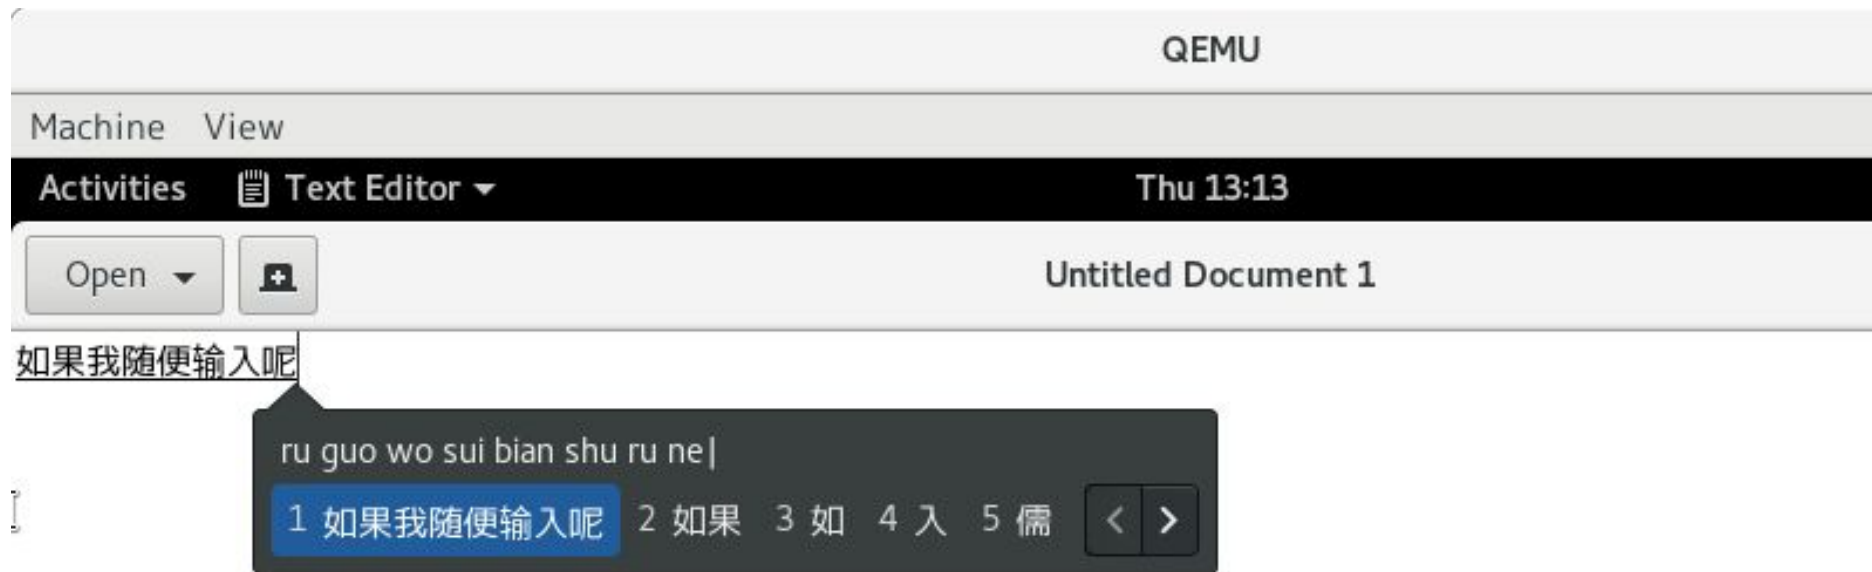 QEMU
Machine View
Activities Text Editor Thu 13:13
Open Untitled Document 1
如果我随便输入呢
ru guo wo sui bian shu ru ne
1 如果我随便输入呢 2 如果 3 如 4 入 5 儒 < >